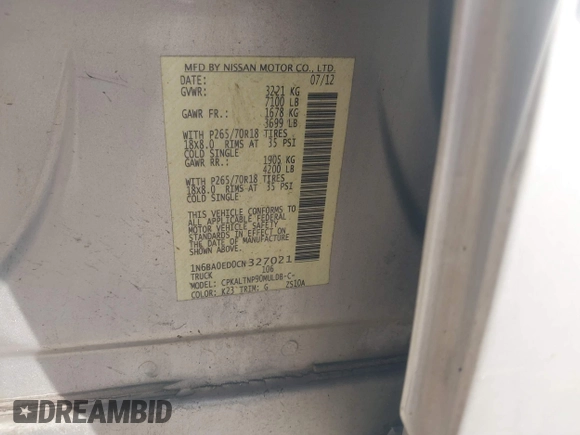 MFD BY NISSAN MOTOR CO., LTD.
DATE: 07/12
GVWR: 3221 KG
7100 LB
GAWR FR.: 1678 KG
3699 LB
WITH P265/70R18 TIRES
18x8.0 RIMS AT 35 PSI
COLD SINGLE
GAWR RR.: 1905 KG
4200 LB
WITH P265/70R18 TIRES
18x8.0 RIMS AT 35 PSI
COLD SINGLE
THIS VEHICLE CONFORMS TO
ALL APPLICABLE FEDERAL
MOTOR VEHICLE SAFETY
STANDARDS IN EFFECT ON
THE DATE OF MANUFACTURE
SHOWN ABOVE.
1N6BA0ED0CN327021
TRUCK 106
MODEL: CPKALTNP90MULDB-C-
COLOR: K23 TRIM: G 2510A
DREAMBID